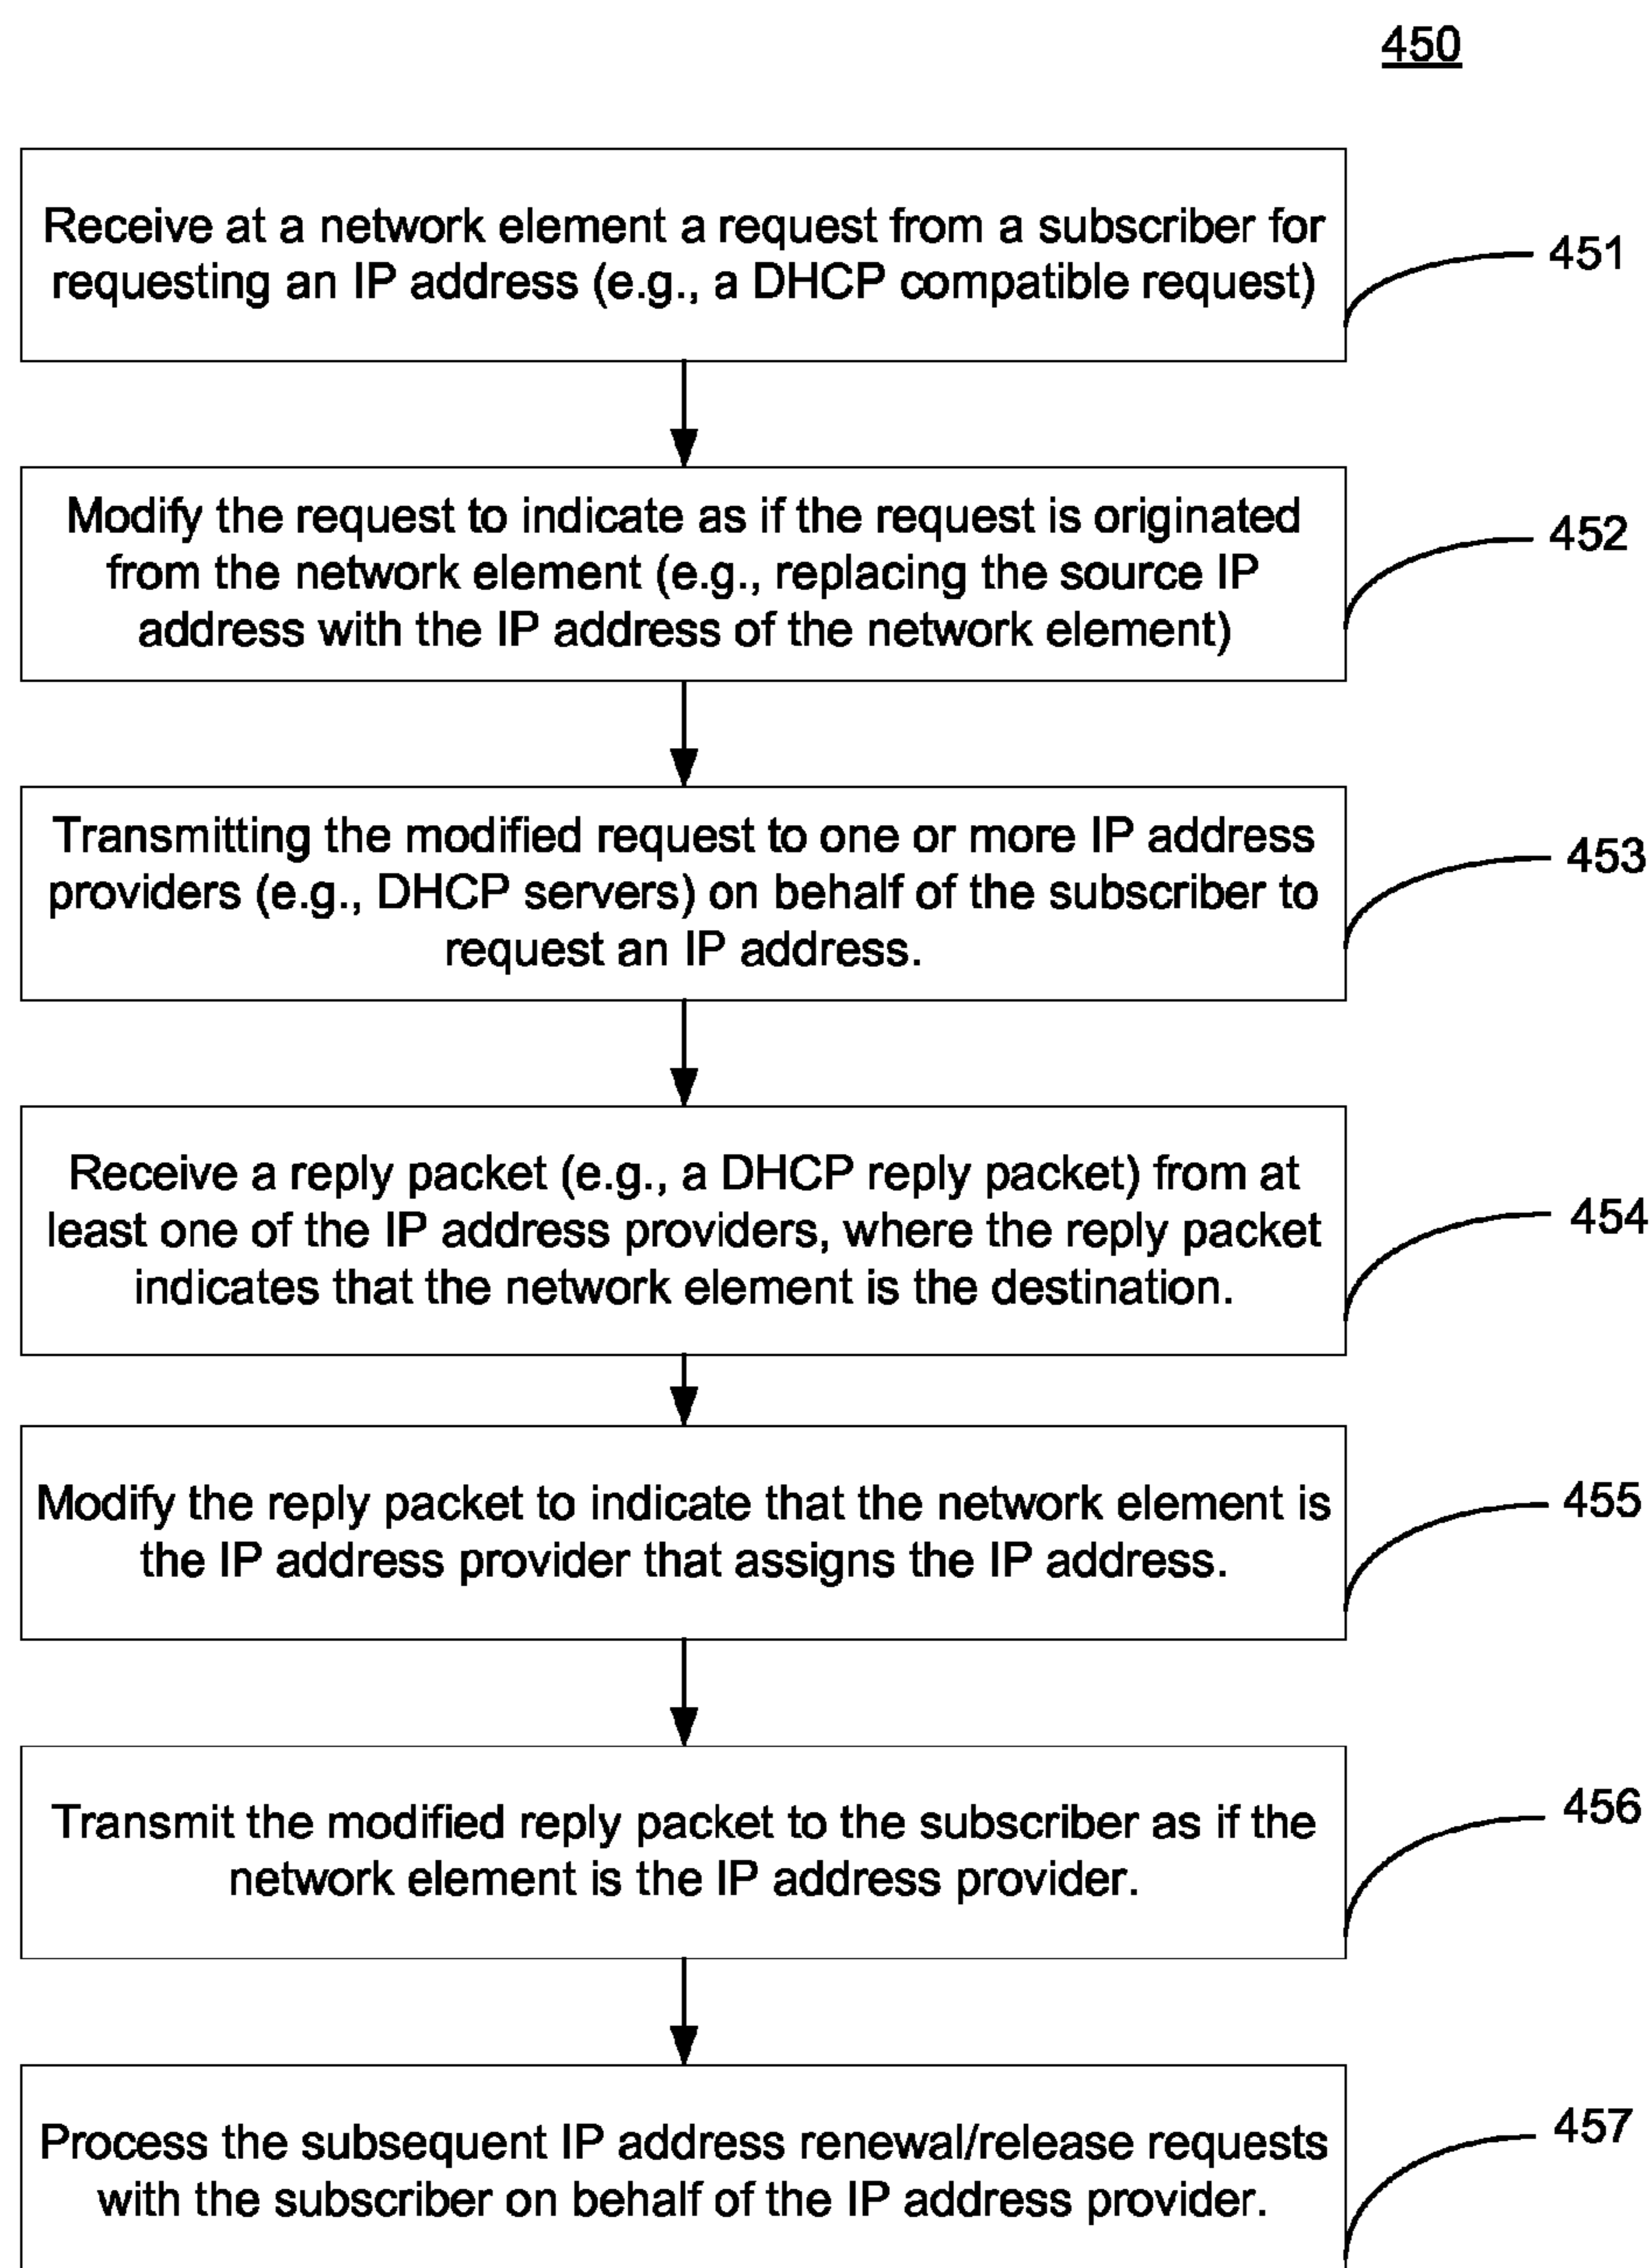 450
Receive at a network element a request from a subscriber for
requesting an IP address (e.g., a DHCP compatible request)
451
Modify the request to indicate as if the request is originated
from the network element (e.g., replacing the source IP
address with the IP address of the network element)
452
Transmitting the modified request to one or more IP address
providers (e.g., DHCP servers) on behalf of the subscriber to
request an IP address.
453
Receive a reply packet (e.g., a DHCP reply packet) from at
least one of the IP address providers, where the reply packet
indicates that the network element is the destination.
454
Modify the reply packet to indicate that the network element is
the IP address provider that assigns the IP address.
455
Transmit the modified reply packet to the subscriber as if the
network element is the IP address provider.
456
Process the subsequent IP address renewal/release requests
with the subscriber on behalf of the IP address provider.
457